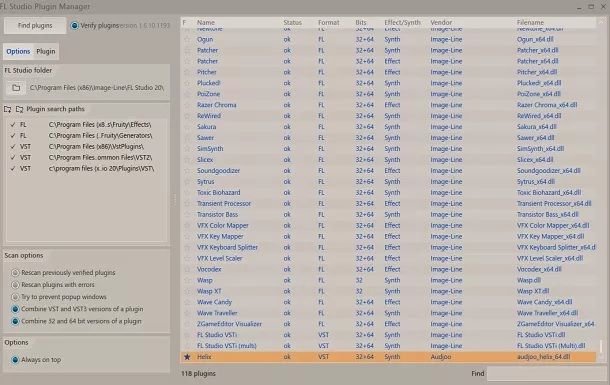 FL Studio Plugin Manager
Find plugins
Verify plugins
version. 1.6.10.1193
Options Plugin
FL Studio folder
C:\Program Files (x86)\Image-Line\FL Studio 20\
Plugin search paths
FL C:\Program Files (x8..s\Fruity\Effects\
FL C:\Program Files (..Fruity\Generators\
VST C:\Program Files (x86)\VstPlugins\
VST C:\Program Files..ommon Files\VST2\
VST c:\program files (x..io 20\Plugins\VST\
Scan options
Rescan previously verified plugins
Rescan plugins with errors
Try to prevent popup windows
Combine VST and VST3 versions of a plugin
Combine 32 and 64 bit versions of a plugin
Options
Always on top
F Name Status Format Bits Effect/Synth Vendor Filename
Newtone ok FL 32+64 Effect Image-Line Newtone_x64.dll
Ogun ok FL 32+64 Synth Image-Line Ogun_x64.dll
Patcher ok FL 32+64 Synth Image-Line Patcher_x64.dll
Patcher ok FL 32+64 Effect Image-Line Patcher_x64.dll
Pitcher ok FL 32+64 Effect Image-Line Pitcher_x64.dll
Plucked! ok FL 32+64 Synth Image-Line Plucked!_x64.dll
PoiZone ok FL 32+64 Synth Image-Line PoiZone_x64.dll
Razer Chroma ok FL 32+64 Effect Image-Line Razer Chroma_x64.dll
ReWired ok FL 32+64 Synth Image-Line ReWired_x64.dll
Sakura ok FL 32+64 Synth Image-Line Sakura_x64.dll
Sawer ok FL 32+64 Synth Image-Line Sawer_x64.dll
SimSynth ok FL 32+64 Synth Image-Line SimSynth_x64.dll
Slicex ok FL 32+64 Synth Image-Line Slicex_x64.dll
Soundgoodizer ok FL 32+64 Effect Image-Line Soundgoodizer_x64.dll
Sytrus ok FL 32+64 Synth Image-Line Sytrus_x64.dll
Toxic Biohazard ok FL 32+64 Synth Image-Line Toxic Biohazard_x64.dll
Transient Processor ok FL 32+64 Effect Image-Line Transient Processor_x64.dll
Transistor Bass ok FL 32+64 Synth Image-Line Transistor Bass_x64.dll
VFX Color Mapper ok FL 32+64 Effect Image-Line VFX Color Mapper_x64.dll
VFX Key Mapper ok FL 32+64 Synth Image-Line VFX Key Mapper_x64.dll
VFX Keyboard Splitter ok FL 32+64 Effect Image-Line VFX Keyboard Splitter_x64.dl
VFX Level Scaler ok FL 32+64 Effect Image-Line VFX Level Scaler_x64.dll
Vocodex ok FL 32+64 Effect Image-Line Vocodex_x64.dll
Wasp ok FL 32 Synth Image-Line Wasp.dll
Wasp XT ok FL 32 Synth Image-Line Wasp XT.dll
Wave Candy ok FL 32+64 Effect Image-Line Wave Candy_x64.dll
Wave Traveller ok FL 32+64 Effect Image-Line Wave Traveller_x64.dll
ZGameEditor Visualizer ok FL 32+64 Effect Image-Line ZGameEditor Visualizer_x64.dll
FL Studio VSTi ok VST 32+64 Synth Image-Line FL Studio VSTi.dll
FL Studio VSTi (multi) ok VST 32+64 Synth Image-Line FL Studio VSTi (Multi).dll
Helix ok VST 32+64 Synth Audjoo audjoo_helix_64.dll
118 plugins
Find